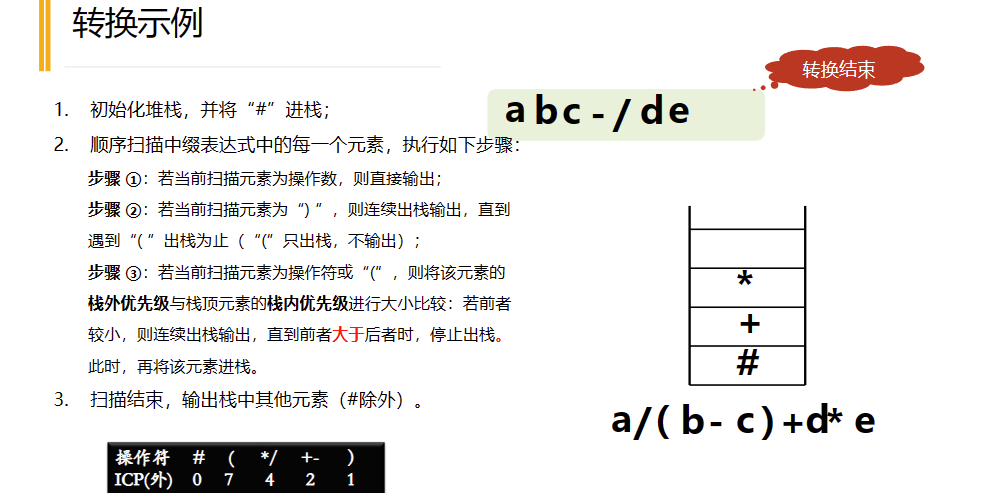 转换示例
转换结束
1. 初始化堆栈，并将“#”进栈；
a b c - / d e
2. 顺序扫描中缀表达式中的每一个元素，执行如下步骤：
步骤 ①：若当前扫描元素为操作数，则直接输出；
步骤 ②：若当前扫描元素为“)”，则连续出栈输出，直到
遇到“(”出栈为止（“(”只出栈，不输出）；
步骤 ③：若当前扫描元素为操作符或“(”，则将该元素的
栈外优先级与栈顶元素的栈内优先级进行大小比较：若前者
较小，则连续出栈输出，直到前者大于后者时，停止出栈。
此时，再将该元素进栈。
3. 扫描结束，输出栈中其他元素（#除外）。
*
+
#
a/(b-c)+d*e
操作符 # ( */ +- )
ICP(外) 0 7 4 2 1